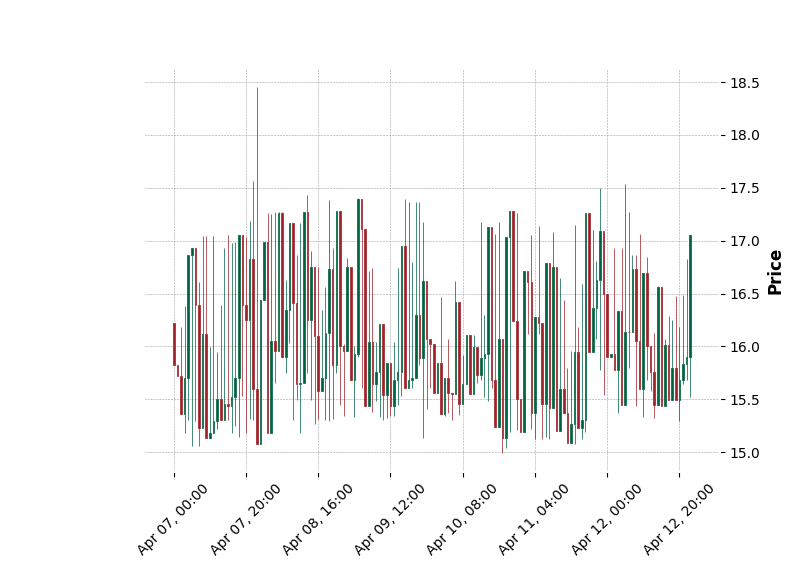 18.5
18.0
17.5
17.0
16.5
16.0
15.5
15.0
Price
Apr 07, 00:00
Apr 07, 20:00
Apr 08, 16:00
Apr 09, 12:00
Apr 10, 08:00
Apr 11, 04:00
Apr 12, 00:00
Apr 12, 20:00